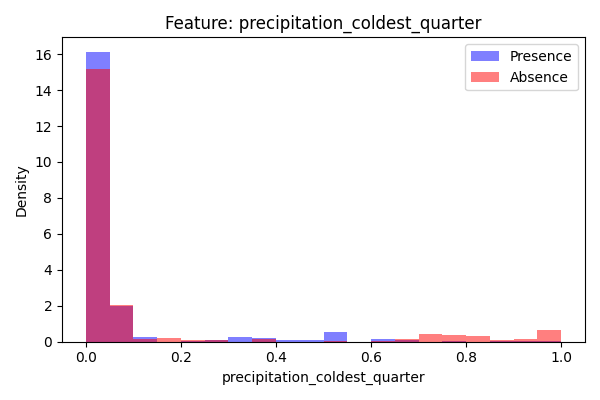 Feature: precipitation_coldest_quarter
Presence
Absence
Density
16
14
12
10
8
6
4
2
0
0.0 0.2 0.4 0.6 0.8 1.0
precipitation_coldest_quarter